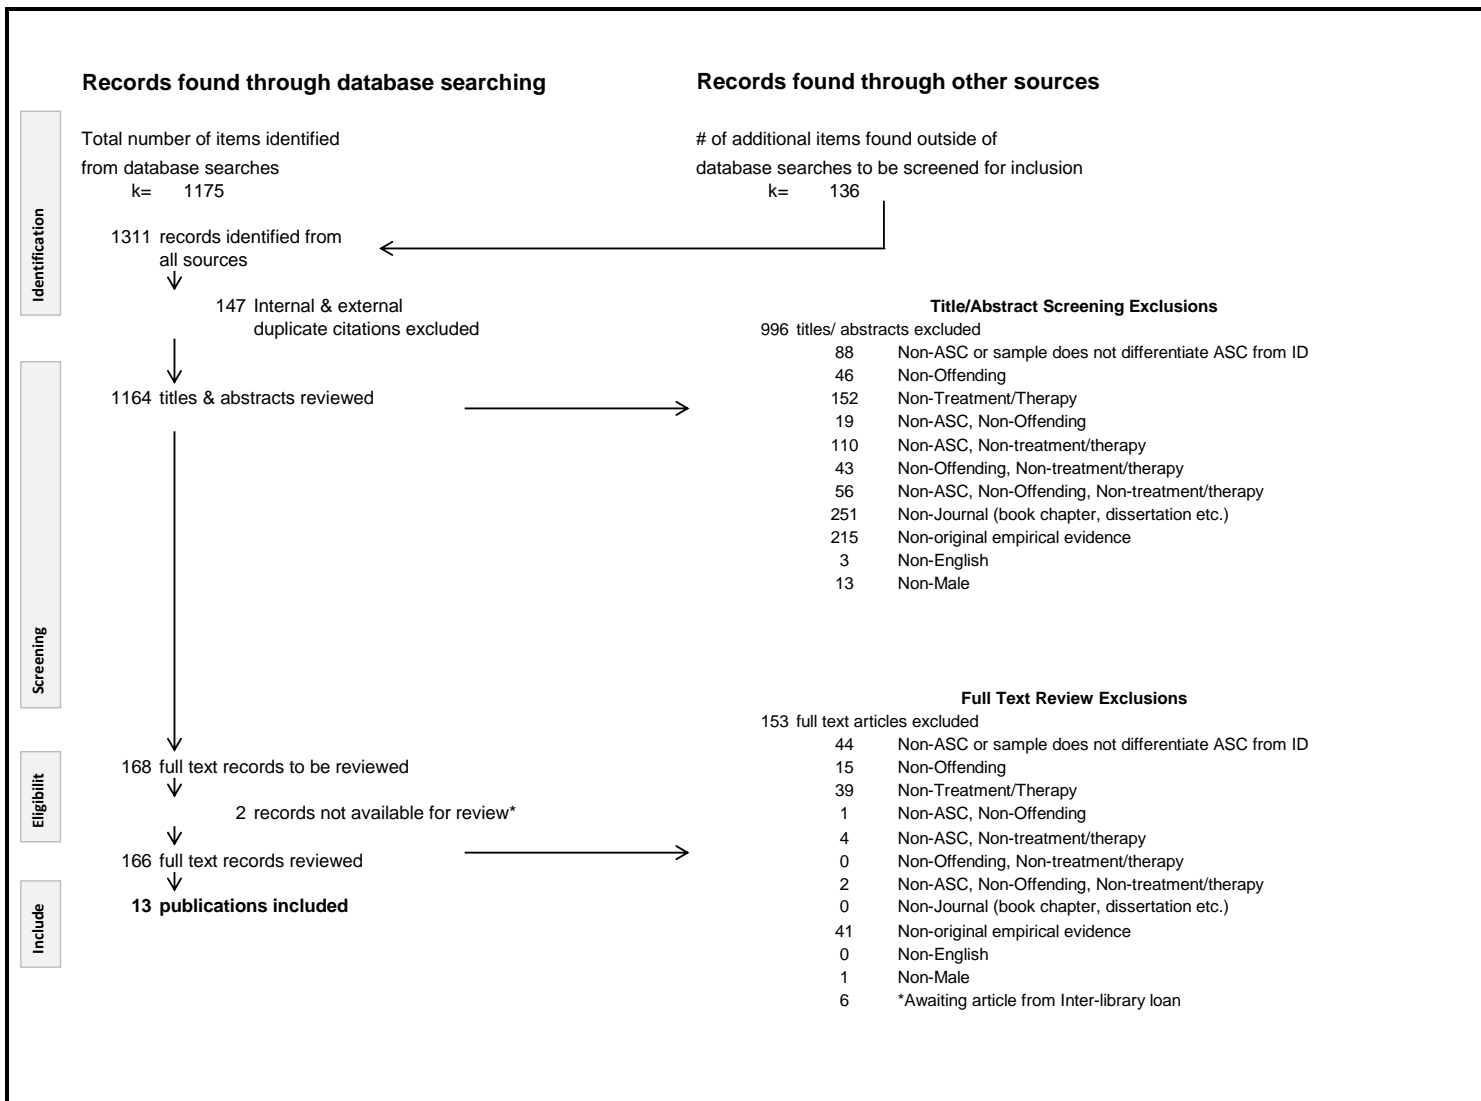 Records found through database searching
Records found through other sources
Identification
Total number of items identified
from database searches
k= 1175
# of additional items found outside of
database searches to be screened for inclusion
k= 136
1311 records identified from
all sources
147 Internal & external
duplicate citations excluded
Screening
1164 titles & abstracts reviewed
Title/Abstract Screening Exclusions
996 titles/ abstracts excluded
88 Non-ASC or sample does not differentiate ASC from ID
46 Non-Offending
152 Non-Treatment/Therapy
19 Non-ASC, Non-Offending
110 Non-ASC, Non-treatment/therapy
43 Non-Offending, Non-treatment/therapy
56 Non-ASC, Non-Offending, Non-treatment/therapy
251 Non-Journal (book chapter, dissertation etc.)
215 Non-original empirical evidence
3 Non-English
13 Non-Male
Eligibilit
168 full text records to be reviewed
2 records not available for review*
166 full text records reviewed
Include
13 publications included
Full Text Review Exclusions
153 full text articles excluded
44 Non-ASC or sample does not differentiate ASC from ID
15 Non-Offending
39 Non-Treatment/Therapy
1 Non-ASC, Non-Offending
4 Non-ASC, Non-treatment/therapy
0 Non-Offending, Non-treatment/therapy
2 Non-ASC, Non-Offending, Non-treatment/therapy
0 Non-Journal (book chapter, dissertation etc.)
41 Non-original empirical evidence
0 Non-English
1 Non-Male
6 *Awaiting article from Inter-library loan